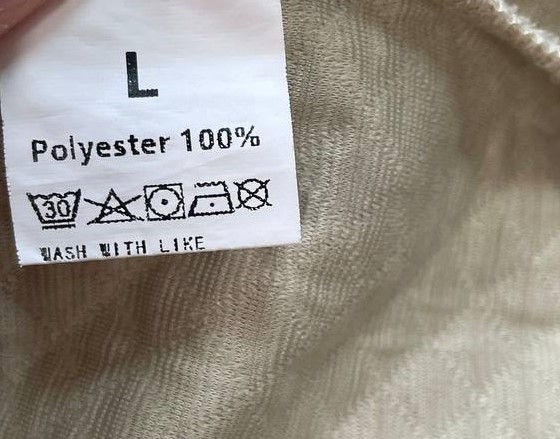 L
Polyester 100%
30
WASH WITH LIKE